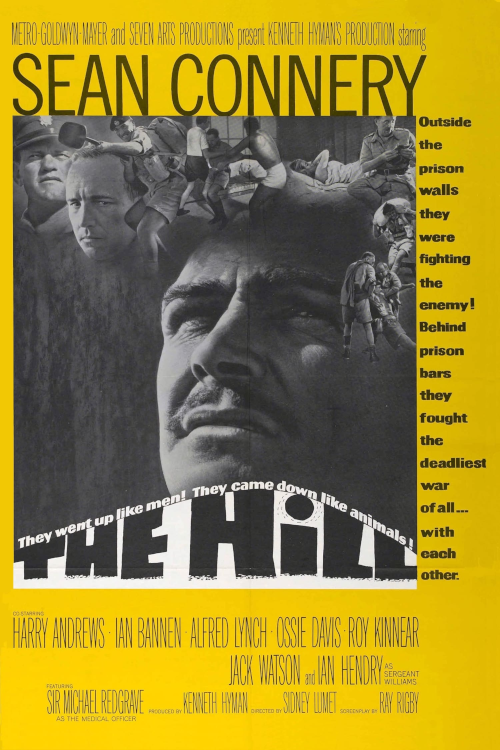 METRO-GOLDWYN-MAYER and SEVEN ARTS PRODUCTIONS present KENNETH HYMAN'S PRODUCTION starring
SEAN CONNERY
Outside
the
prison
walls
they
were
fighting
the
enemy!
Behind
prison
bars
they
fought
the
deadliest
war
of all...
with
each
other.
They went up like men! They came down like animals!
THE HiLL
CO-STARRING
HARRY ANDREWS · IAN BANNEN · ALFRED LYNCH · OSSIE DAVIS · ROY KINNEAR
JACK WATSON and IAN HENDRY AS SERGEANT WILLIAMS
FEATURING
SIR MICHAEL REDGRAVE PRODUCED BY KENNETH HYMAN DIRECTED BY SIDNEY LUMET SCREENPLAY BY RAY RIGBY
AS THE MEDICAL OFFICER